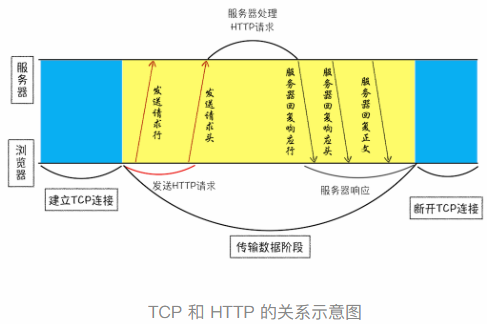 服务器处理
HTTP请求
服务器
发送请求行
发送请求头
服务器回复响应行
服务器回复响应头
服务器回复正文
浏览器
发送HTTP请求
服务器响应
建立TCP连接
断开TCP连接
传输数据阶段
TCP 和 HTTP 的关系示意图